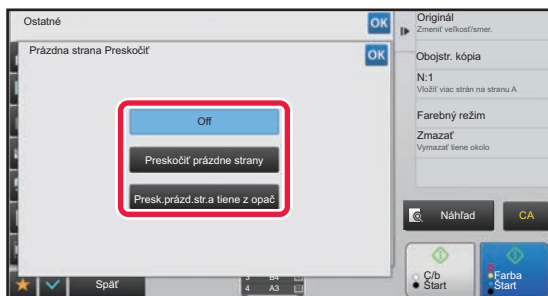 Ostatné
OK
Prázdna strana Preskočiť
OK
Off
Preskočiť prázdne strany
Presk.prázd.str.a tiene z opač
Späť
3 B4
4 A3
Originál
Zmeniť veľkosť/smer.
Obojstr. kópia
N:1
Vložiť viac strán na stranu A
Farebný režim
Zmazať
Vymazať tiene okolo
Náhľad
CA
Č/b
Štart
Farba
Štart